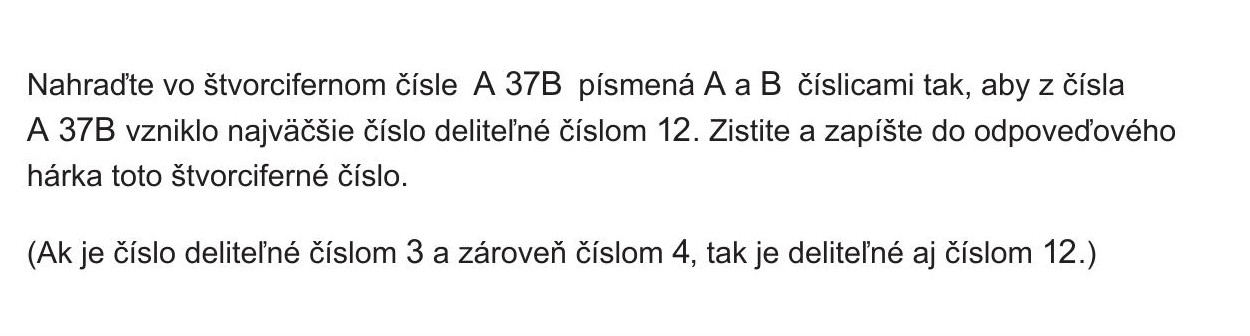 Nahraďte vo štvorcifernom čísle A 37B písmená A a B číslicami tak, aby z čísla
A 37B vzniklo najväčšie číslo deliteľné číslom 12. Zistite a zapíšte do odpoveďového
hárka toto štvorciferné číslo.
(Ak je číslo deliteľné číslom 3 a zároveň číslom 4, tak je deliteľné aj číslom 12.)